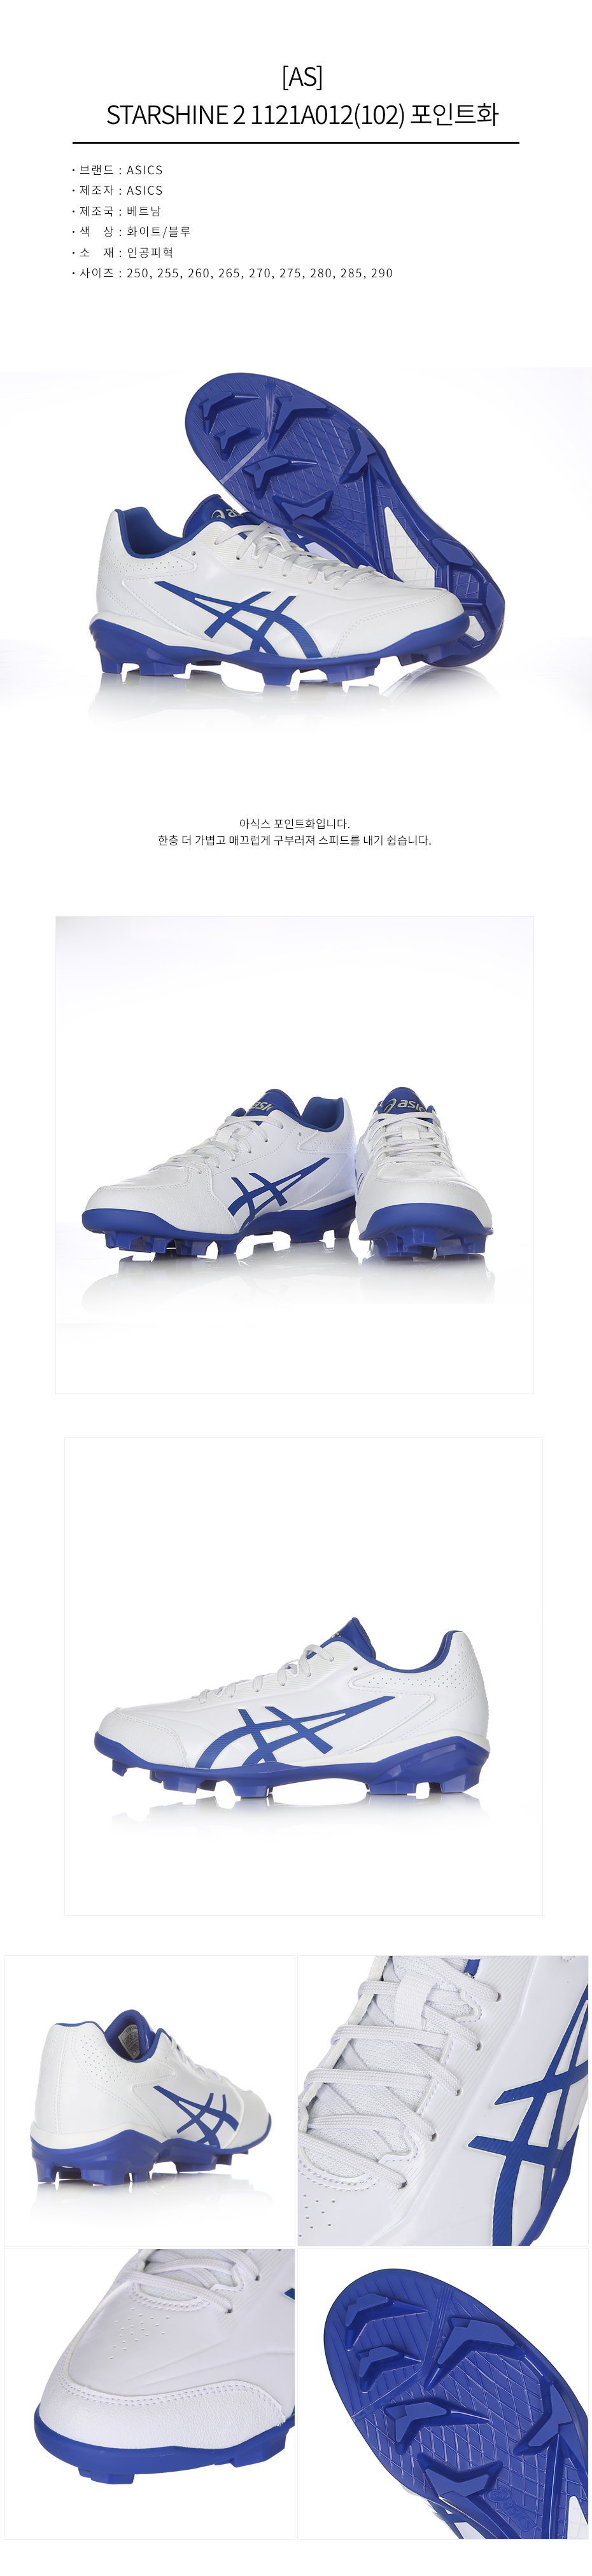 [AS]
STARSHINE 2 1121A012(102) 포인트화
· 브랜드 : ASICS
· 제조자 : ASICS
· 제조국 : 베트남
· 색 상 : 화이트/블루
· 소 재 : 인공피혁
· 사이즈 : 250, 255, 260, 265, 270, 275, 280, 285, 290
아식스 포인트화입니다.
한층 더 가볍고 매끄럽게 구부러져 스피드를 내기 쉽습니다.